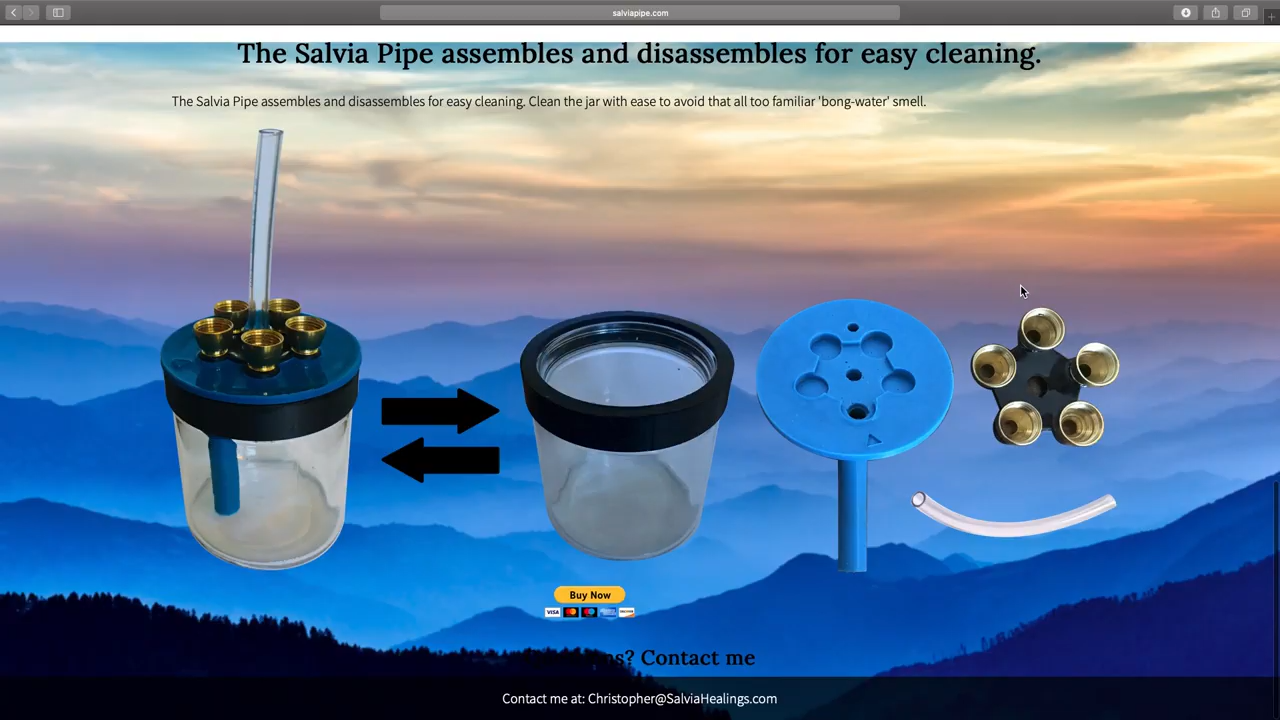 salviapipe.com
The Salvia Pipe assembles and disassembles for easy cleaning.
The Salvia Pipe assembles and disassembles for easy cleaning. Clean the jar with ease to avoid that all too familiar 'bong-water' smell.
Buy Now
VISA
DISCOVER
? Contact me
Contact me at: Christopher@SalviaHealings.com